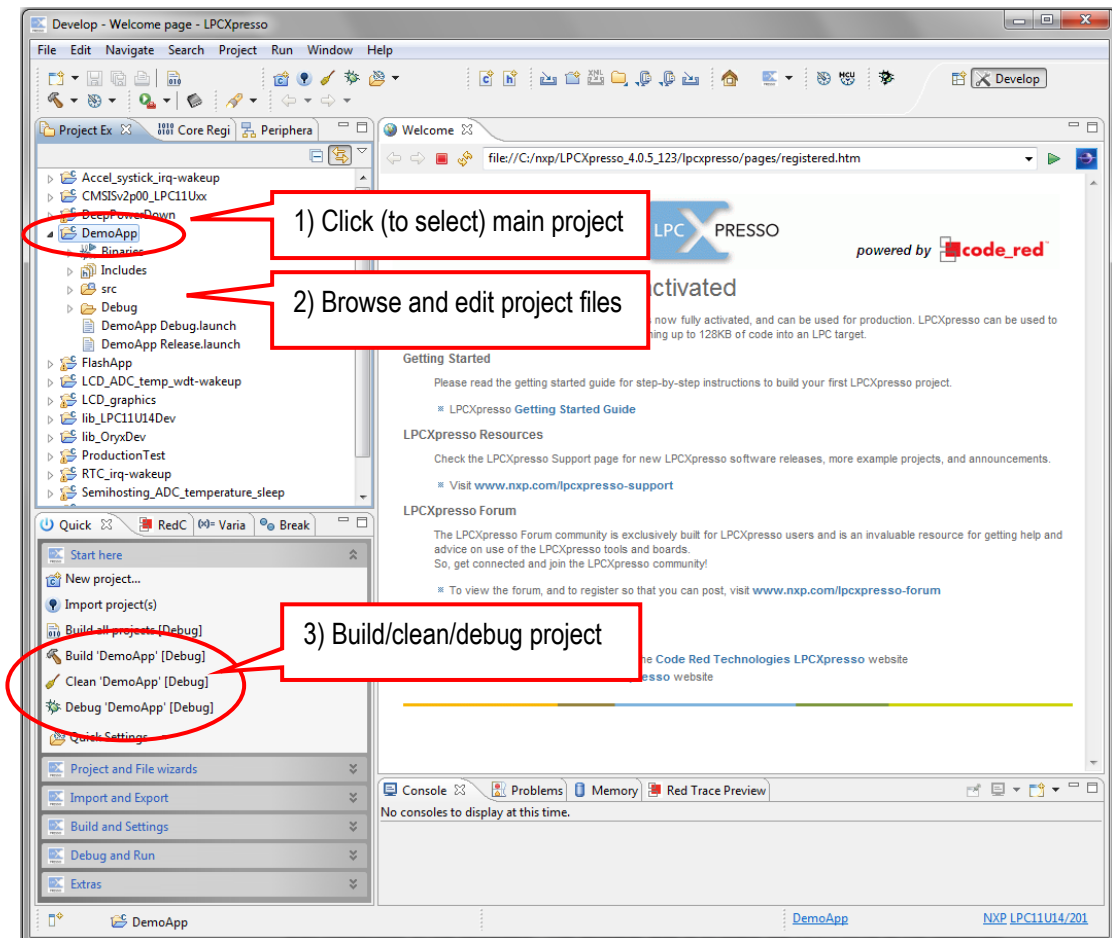 Develop - Welcome page - LPCXpresso
File Edit Navigate Search Project Run Window Help
Develop
Project Ex
Core Regi
Periphera
Welcome
file://C:/nxp/LPCXpresso_4.0.5_123/lpcxpresso/pages/registered.htm
Accel_systick_irq-wakeup
CMSISv2p00_LPC11Uxx
DeepPowerDown
DemoApp
Binaries
Includes
src
Debug
DemoApp Debug.launch
DemoApp Release.launch
FlashApp
LCD_ADC_temp_wdt-wakeup
LCD_graphics
lib_LPC11U14Dev
lib_OryxDev
ProductionTest
RTC_irq-wakeup
Semihosting_ADC_temperature_sleep
1) Click (to select) main project
2) Browse and edit project files
LPC XPRESSO
powered by code_red
ctivated
now fully activated, and can be used for production. LPCXpresso can be used to
ning up to 128KB of code into an LPC target.
Getting Started
Please read the getting started guide for step-by-step instructions to build your first LPCXpresso project.
LPCXpresso Getting Started Guide
LPCXpresso Resources
Check the LPCXpresso Support page for new LPCXpresso software releases, more example projects, and announcements.
Visit www.nxp.com/lpcxpresso-support
LPCXpresso Forum
The LPCXpresso Forum community is exclusively built for LPCXpresso users and is an invaluable resource for getting help and
advice on use of the LPCXpresso tools and boards.
So, get connected and join the LPCXpresso community!
To view the forum, and to register so that you can post, visit www.nxp.com/lpcxpresso-forum
Code Red Technologies LPCXpresso website
esso website
Quick
RedC
Varia
Break
Start here
New project...
Import project(s)
Build all projects [Debug]
Build 'DemoApp' [Debug]
Clean 'DemoApp' [Debug]
Debug 'DemoApp' [Debug]
Quick Settings
3) Build/clean/debug project
Project and File wizards
Import and Export
Build and Settings
Debug and Run
Extras
Console
Problems
Memory
Red Trace Preview
No consoles to display at this time.
DemoApp
DemoApp
NXP LPC11U14/201